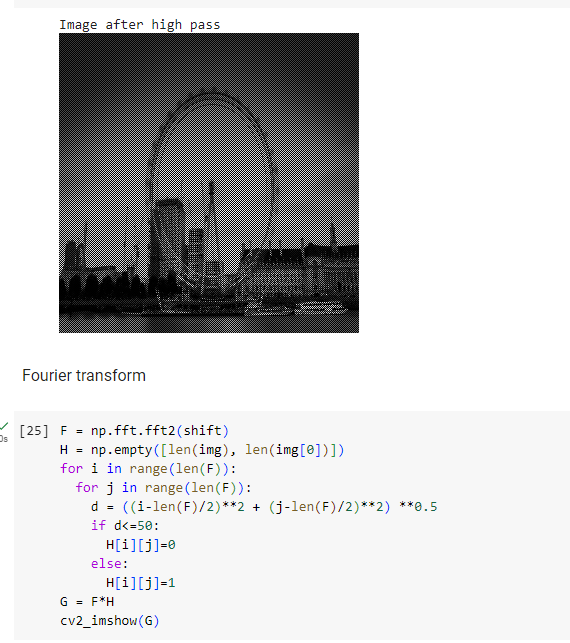 Image after high pass
Fourier transform
0s
[25] F = np.fft.fft2(shift)
H = np.empty([len(img), len(img[0])])
for i in range(len(F)):
  for j in range(len(F)):
    d = ((i-len(F)/2)**2 + (j-len(F)/2)**2) **0.5
    if d<=50:
      H[i][j]=0
    else:
      H[i][j]=1
G = F*H
cv2_imshow(G)